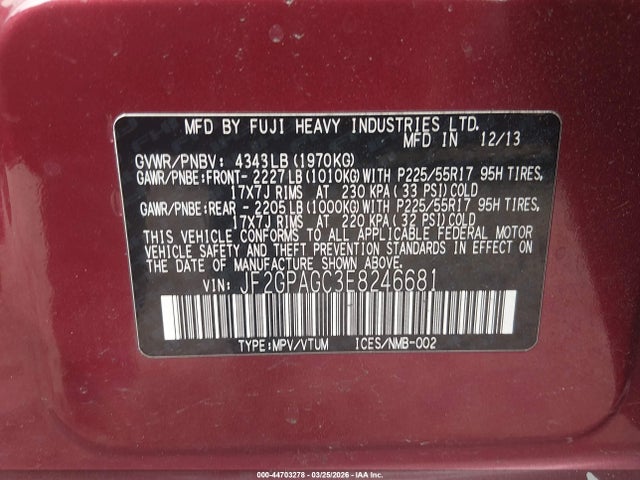 MFD BY FUJI HEAVY INDUSTRIES LTD.
MFD IN 12/13
GVWR/PNBV: 4343LB(1970KG)
GAWR/PNBE:FRONT- 2227LB(1010KG)WITH P225/55R17 95H TIRES,
17X7J RIMS AT 230 KPA(33 PSI)COLD
GAWR/PNBE:REAR - 2205LB(1000KG)WITH P225/55R17 95H TIRES,
17X7J RIMS AT 220 KPA(32 PSI)COLD
THIS VEHICLE CONFORMS TO ALL APPLICABLE FEDERAL MOTOR
VEHICLE SAFETY AND THEFT PREVENTION STANDARDS IN EFFECT ON
THE DATE OF MANUFACTURE SHOWN ABOVE.
VIN: JF2GPAGC3E8246681
TYPE:MPV/VTUM ICES/NMB-002
000-44703278 - 03/25/2026 - IAA Inc.